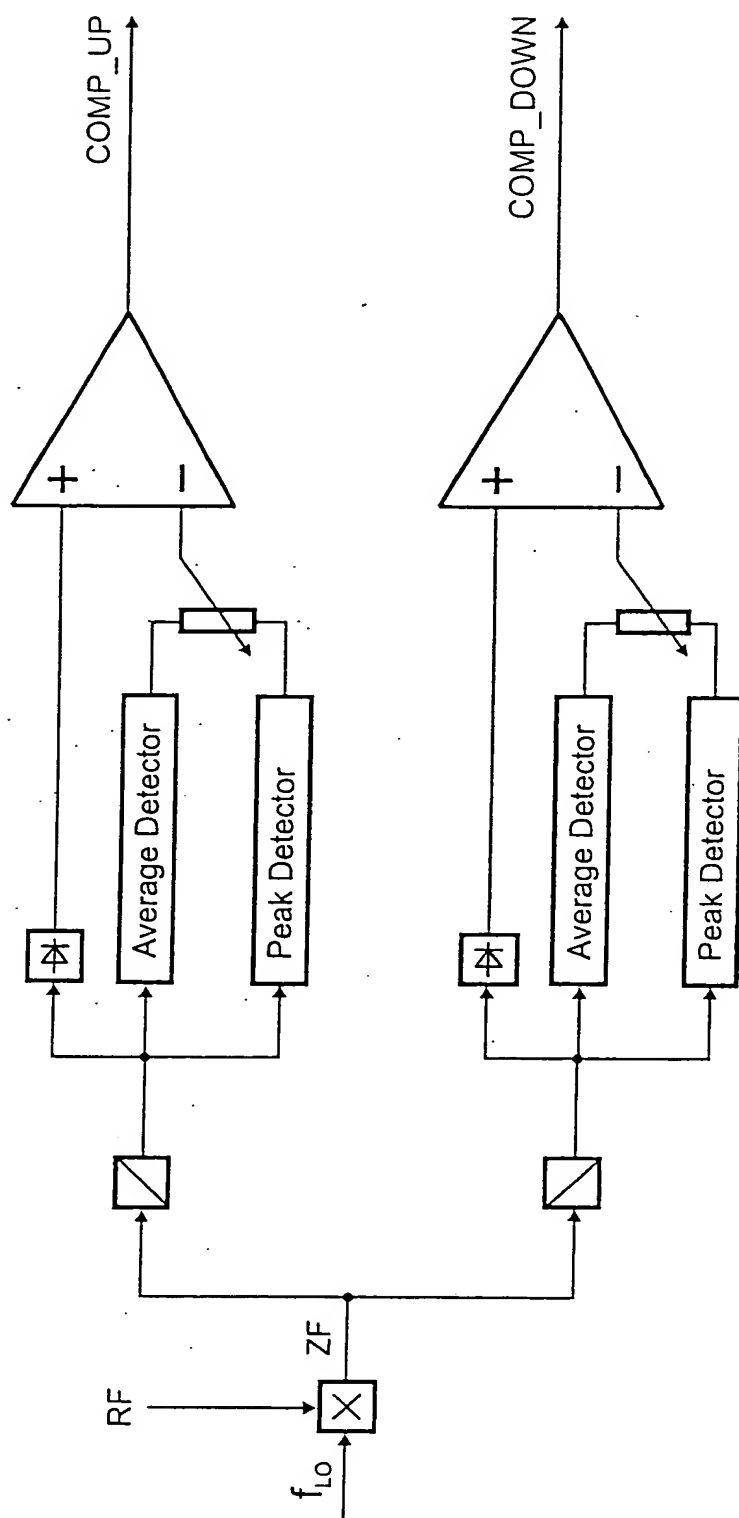 COMP_UP
+
−
Average Detector
Peak Detector
COMP_DOWN
+
−
Average Detector
Peak Detector
RF
ZF
X
f_LO